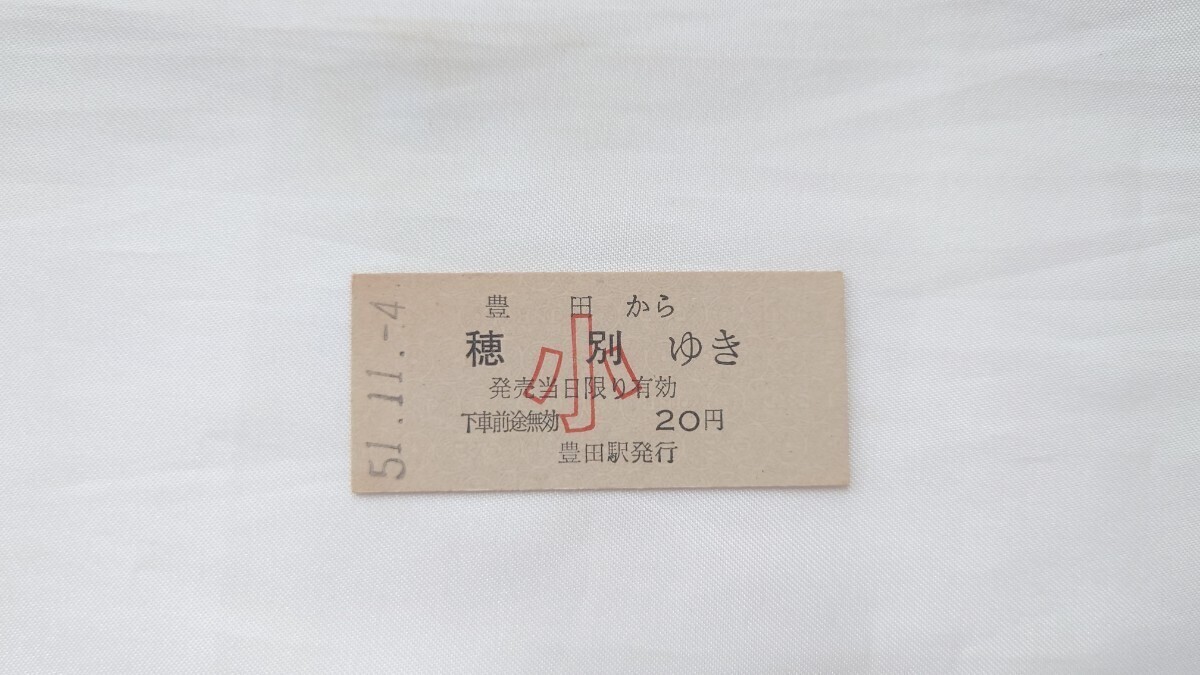 51.11.-4
豊田から
穂別ゆき
小
発売当日限り有効
下車前途無効 20円
豊田駅発行